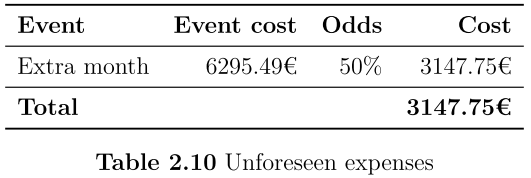 Event Event cost Odds Cost
Extra month 6295.49€ 50% 3147.75€
Total 3147.75€
Table 2.10 Unforeseen expenses